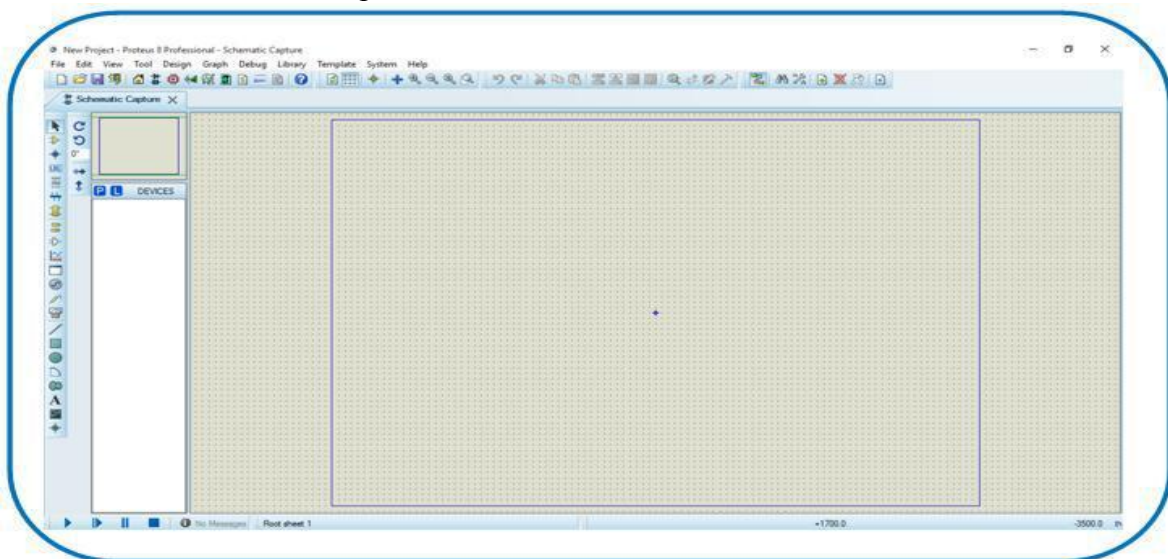 New Project - Proteus 8 Professional - Schematic Capture
File Edit View Tool Design Graph Debug Library Template System Help
Schematic Capture
0°
P L DEVICES
A
No Messages Root sheet 1 -1700.0 -3500.0